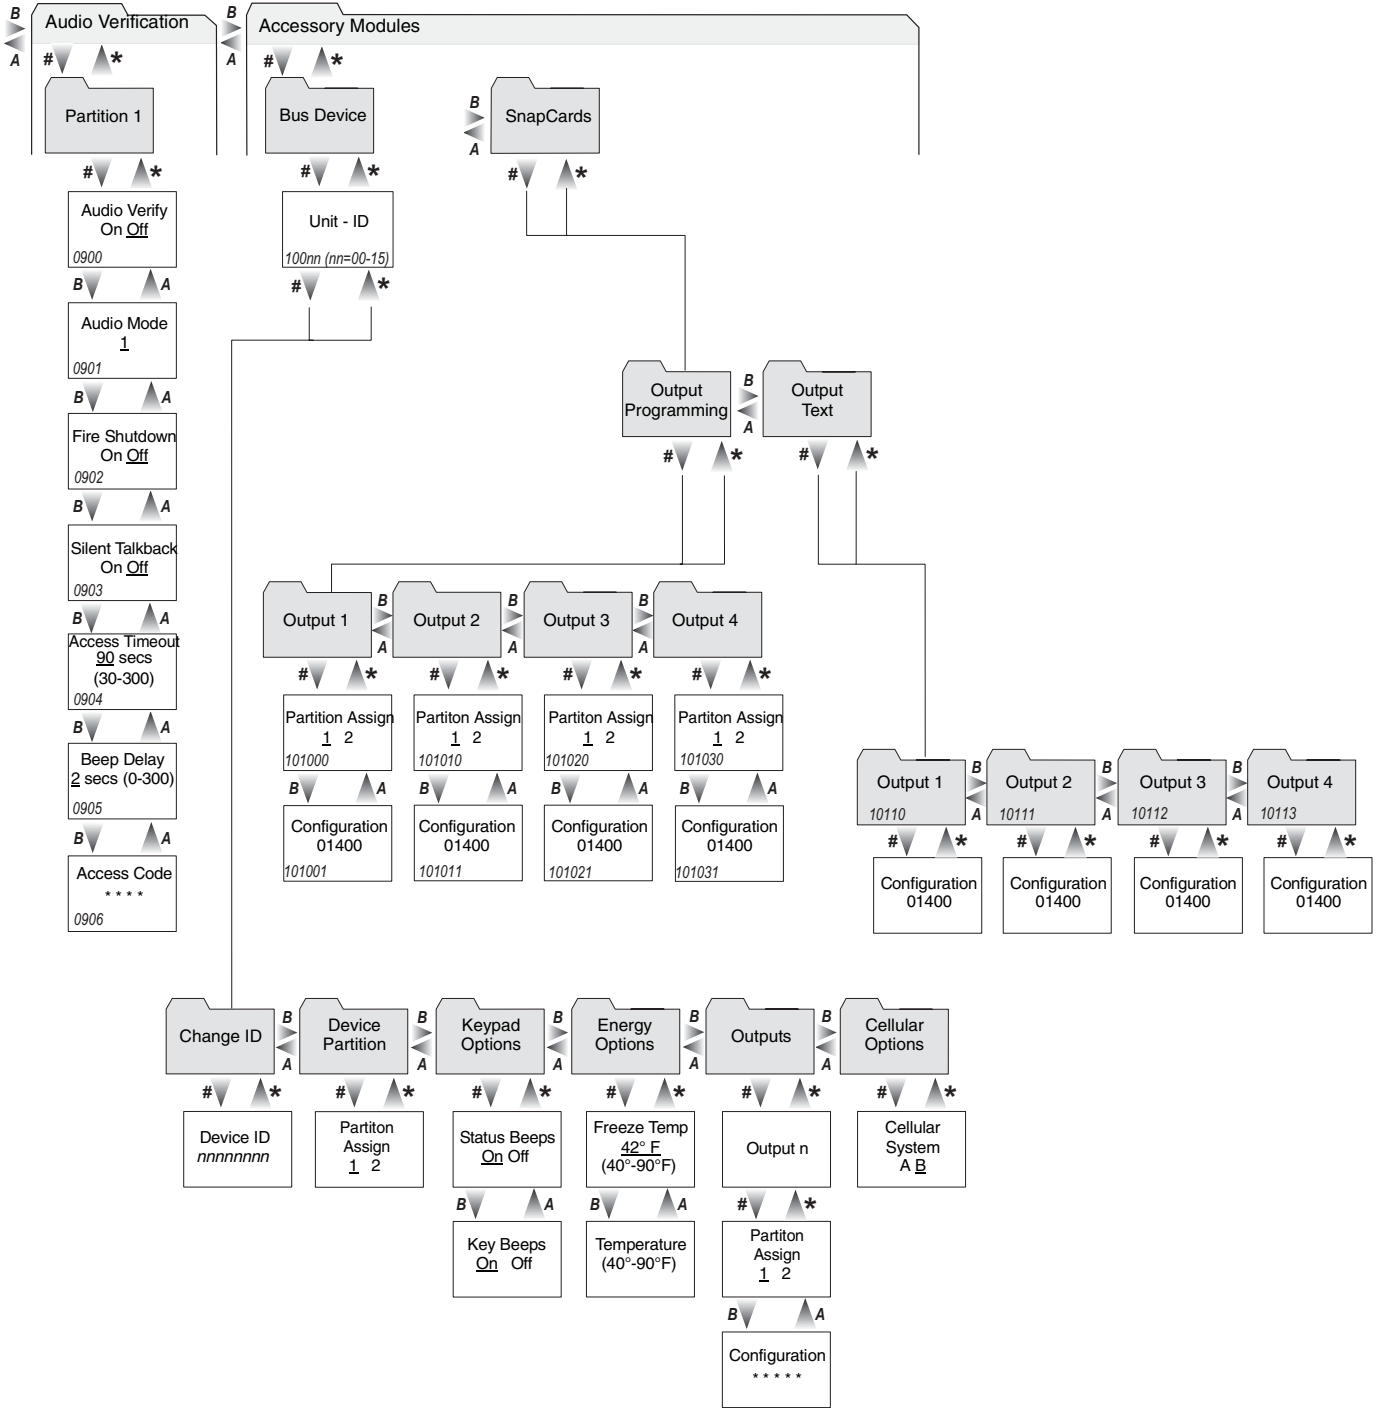 B
A
Audio Verification
B
A
Accessory Modules
# *
Partition 1
# *
Bus Device
B
A
SnapCards
# *
Audio Verify
On Off
0900
# *
Unit - ID
100nn (nn=00-15)
# *
B A
# *
Audio Mode
1
0901
B A
Fire Shutdown
On Off
0902
B A
Silent Talkback
On Off
0903
B A
Access Timeout
90 secs
(30-300)
0904
B A
Beep Delay
2 secs (0-300)
0905
B A
Access Code
* * * *
0906
Output
Programming
B
A
Output
Text
# *
# *
Output 1
B
A
Output 2
B
A
Output 3
B
A
Output 4
# *
# *
# *
# *
Partition Assign
1 2
101000
Partiton Assign
1 2
101010
Partiton Assign
1 2
101020
Partiton Assign
1 2
101030
B A
B A
B A
B A
Configuration
01400
101001
Configuration
01400
101011
Configuration
01400
101021
Configuration
01400
101031
Output 1
10110
B
A
Output 2
10111
B
A
Output 3
10112
B
A
Output 4
10113
# *
# *
# *
# *
Configuration
01400
Configuration
01400
Configuration
01400
Configuration
01400
Change ID
B
A
Device
Partition
B
A
Keypad
Options
B
A
Energy
Options
B
A
Outputs
B
A
Cellular
Options
# *
# *
# *
# *
# *
# *
Device ID
nnnnnnnn
Partiton
Assign
1 2
Status Beeps
On Off
Freeze Temp
42° F
(40°-90°F)
Output n
Cellular
System
A B
B A
B A
# *
Key Beeps
On Off
Temperature
(40°-90°F)
Partiton
Assign
1 2
B A
Configuration
* * * * *